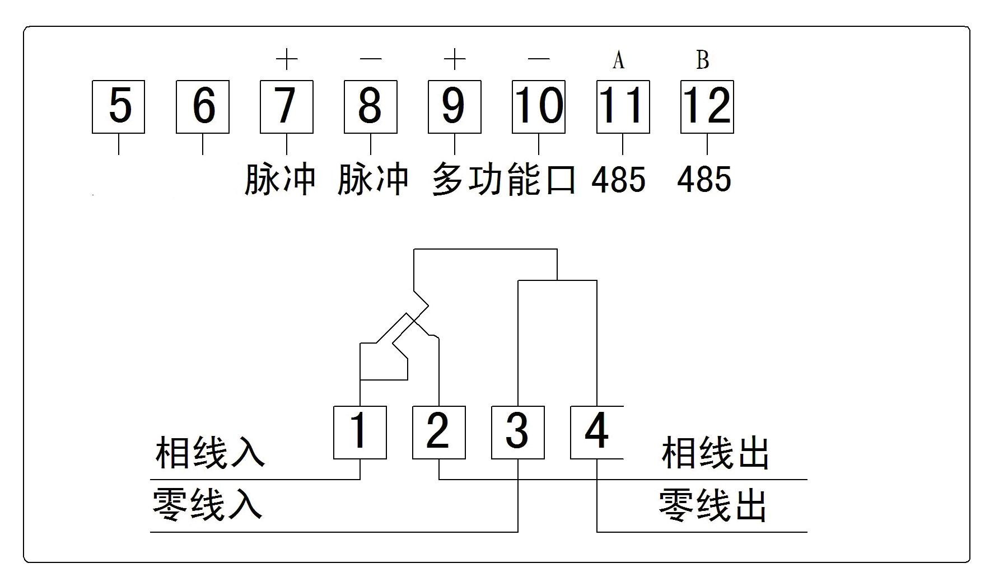 + — + — A B
5 6 7 8 9 10 11 12
脉冲 脉冲 多功能口 485 485
1 2 3 4
相线入 相线出
零线入 零线出